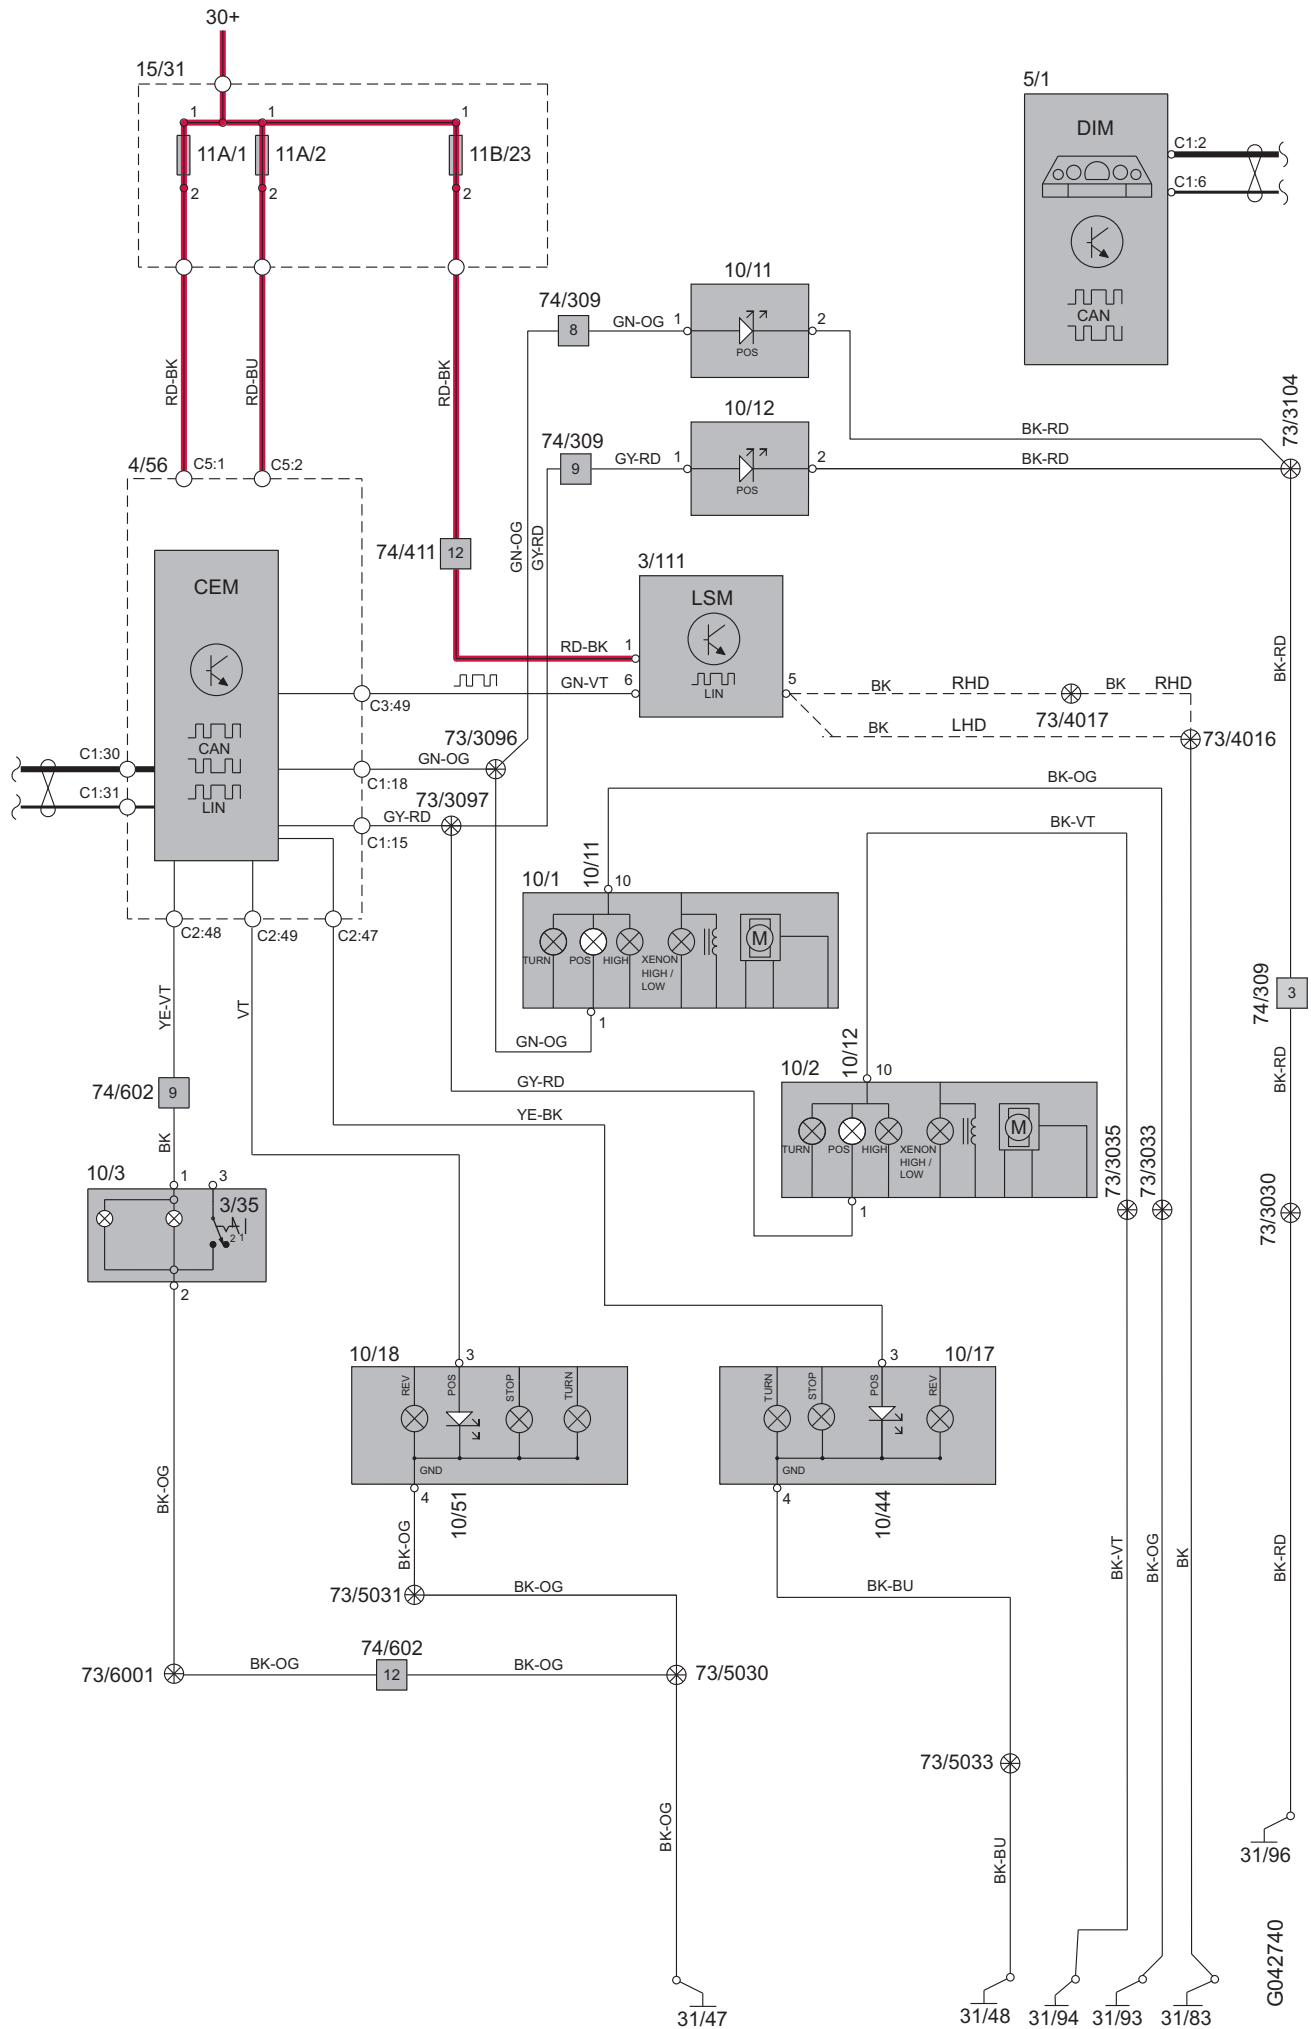 30+
15/31
5/1
1
1
1
DIM
11A/1
11A/2
11B/23
C1:2
C1:6
2
2
2
CAN
10/11
74/309
8
GN-OG
1
2
POS
RD-BK
RD-BU
RD-BK
10/12
73/3104
BK-RD
74/309
9
GY-RD
1
2
BK-RD
POS
4/56
C5:1
C5:2
GN-OG
GY-RD
74/411
12
3/111
CEM
LSM
RD-BK
1
BK-RD
GN-VT
6
LIN
5
BK
RHD
BK
RHD
C3:49
73/4017
BK
LHD
73/4016
73/3096
C1:30
CAN
GN-OG
C1:18
BK-OG
C1:31
LIN
73/3097
GY-RD
C1:15
BK-VT
10/1
10/11
10
M
TURN
POS
HIGH
XENON
HIGH /
LOW
C2:48
C2:49
C2:47
YE-VT
VT
1
GN-OG
74/309
3
10/2
10/12
10
BK-RD
GY-RD
74/602
9
YE-BK
M
TURN
POS
HIGH
XENON
HIGH /
LOW
73/3035
73/3033
BK
10/3
1
3
3/35
2
1
1
73/3030
2
10/18
3
3
10/17
REV
POS
STOP
TURN
TURN
STOP
POS
REV
GND
GND
4
10/51
4
10/44
BK-OG
BK-OG
BK-VT
BK-OG
BK
BK-RD
73/5031
BK-OG
BK-BU
74/602
73/6001
BK-OG
12
BK-OG
73/5030
73/5033
BK-OG
BK-BU
31/96
G042740
31/47
31/48
31/94
31/93
31/83